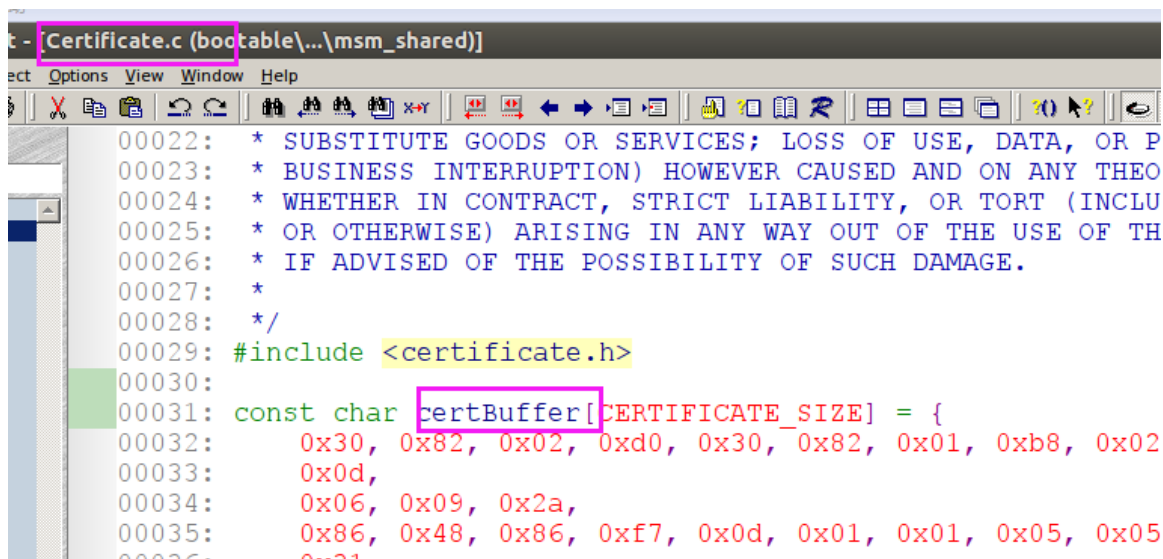 t - [Certificate.c (bootable\...\msm_shared)]
ect Options View Window Help
00022: * SUBSTITUTE GOODS OR SERVICES; LOSS OF USE, DATA, OR P
00023: * BUSINESS INTERRUPTION) HOWEVER CAUSED AND ON ANY THEO
00024: * WHETHER IN CONTRACT, STRICT LIABILITY, OR TORT (INCLU
00025: * OR OTHERWISE) ARISING IN ANY WAY OUT OF THE USE OF TH
00026: * IF ADVISED OF THE POSSIBILITY OF SUCH DAMAGE.
00027: *
00028: */
00029: #include <certificate.h>
00030:
00031: const char certBuffer[CERTIFICATE_SIZE] = {
00032: 0x30, 0x82, 0x02, 0xd0, 0x30, 0x82, 0x01, 0xb8, 0x02
00033: 0x0d,
00034: 0x06, 0x09, 0x2a,
00035: 0x86, 0x48, 0x86, 0xf7, 0x0d, 0x01, 0x01, 0x05, 0x05